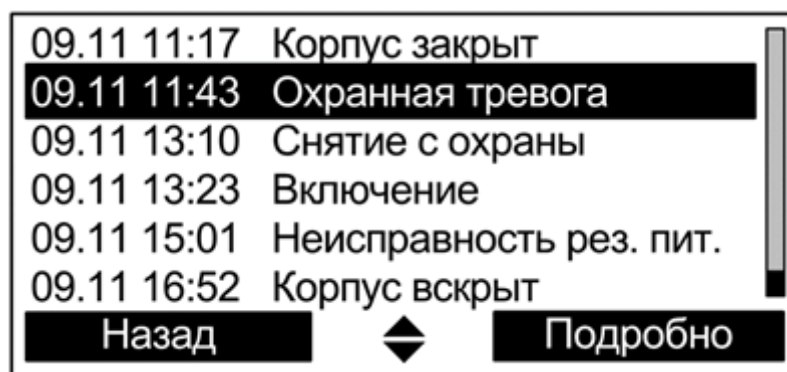 09.11 11:17 Корпус закрыт
09.11 11:43 Охранная тревога
09.11 13:10 Снятие с охраны
09.11 13:23 Включение
09.11 15:01 Неисправность рез. пит.
09.11 16:52 Корпус вскрыт
Назад Подробно